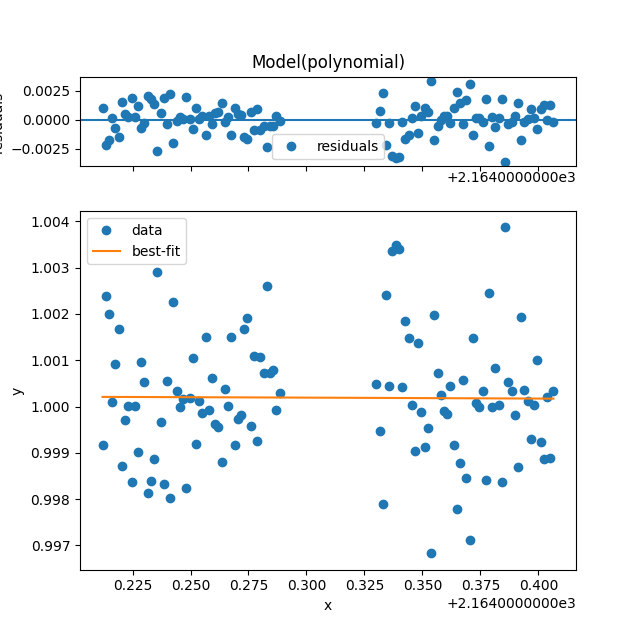 Model(polynomial)
0.0025
0.0000
−0.0025
residuals
+2.1640000000e3
1.004
1.003
1.002
1.001
1.000
0.999
0.998
0.997
y
data
best-fit
0.225 0.250 0.275 0.300 0.325 0.350 0.375 0.400
x
+2.1640000000e3